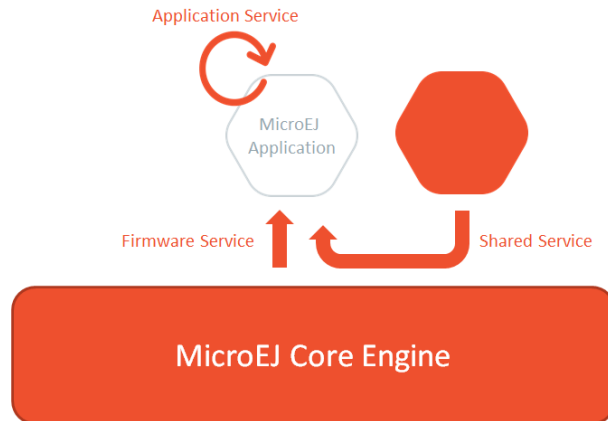 Application Service
MicroEJ
Application
Firmware Service
Shared Service
MicroEJ Core Engine